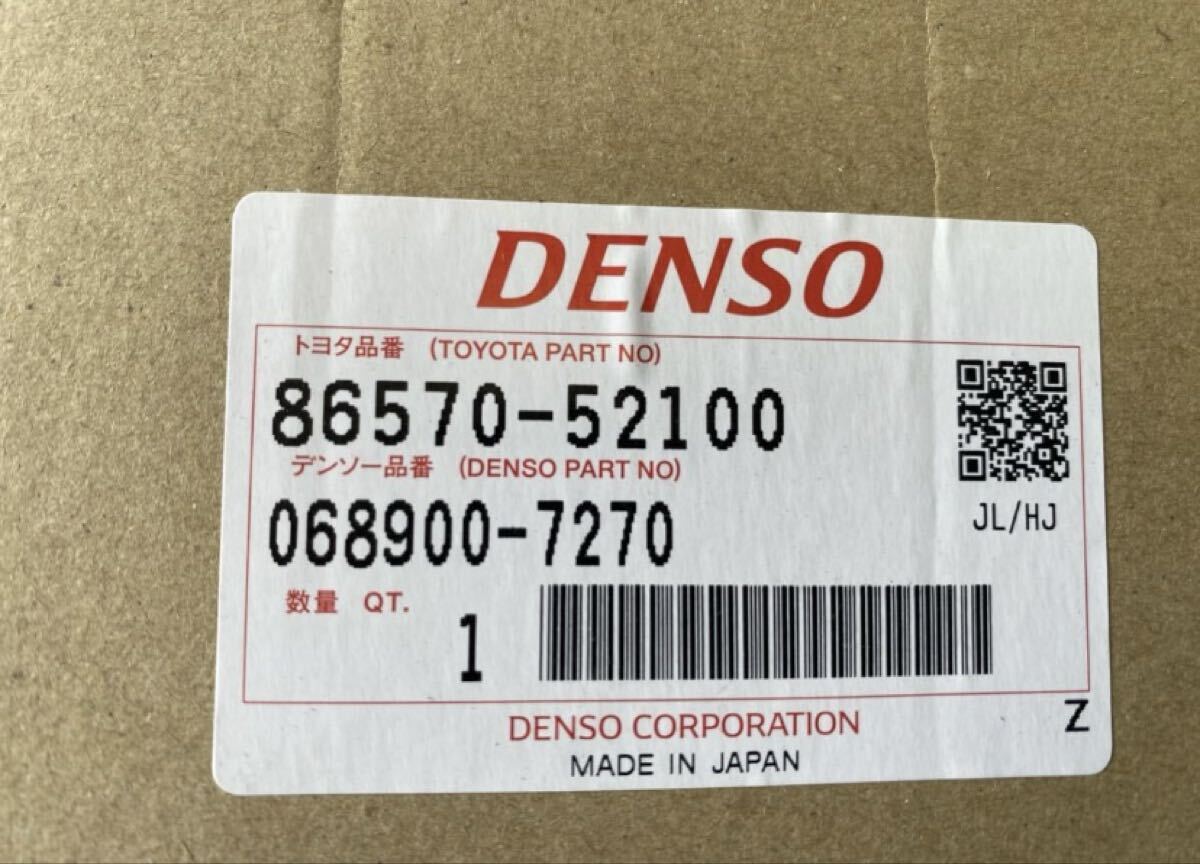 DENSO
トヨタ品番 (TOYOTA PART NO)
86570-52100
デンソー品番 (DENSO PART NO)
068900-7270
JL/HJ
数量 QT.
1
DENSO CORPORATION
Z
MADE IN JAPAN